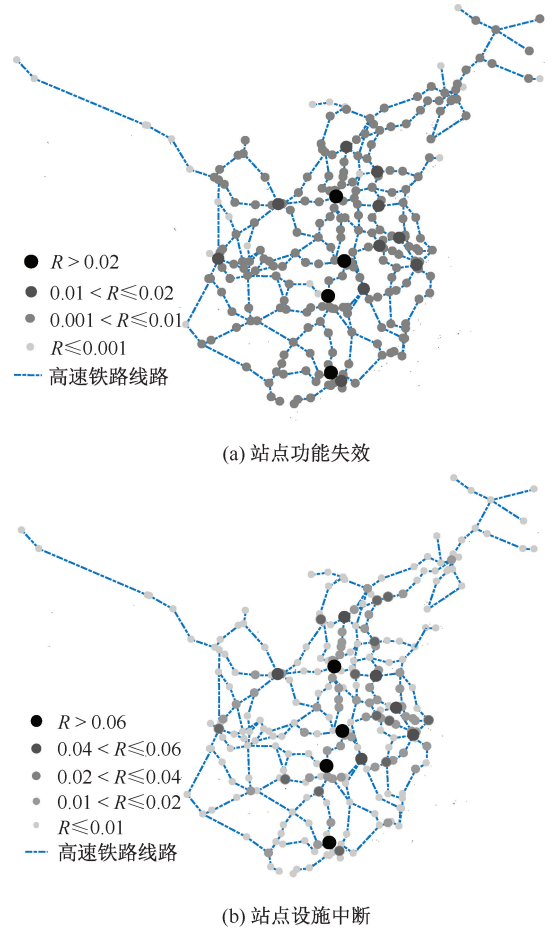 R > 0.02
0.01 < R ≤ 0.02
0.001 < R ≤ 0.01
R ≤ 0.001
高速铁路线路
(a) 站点功能失效
R > 0.06
0.04 < R ≤ 0.06
0.02 < R ≤ 0.04
0.01 < R ≤ 0.02
R ≤ 0.01
高速铁路线路
(b) 站点设施中断